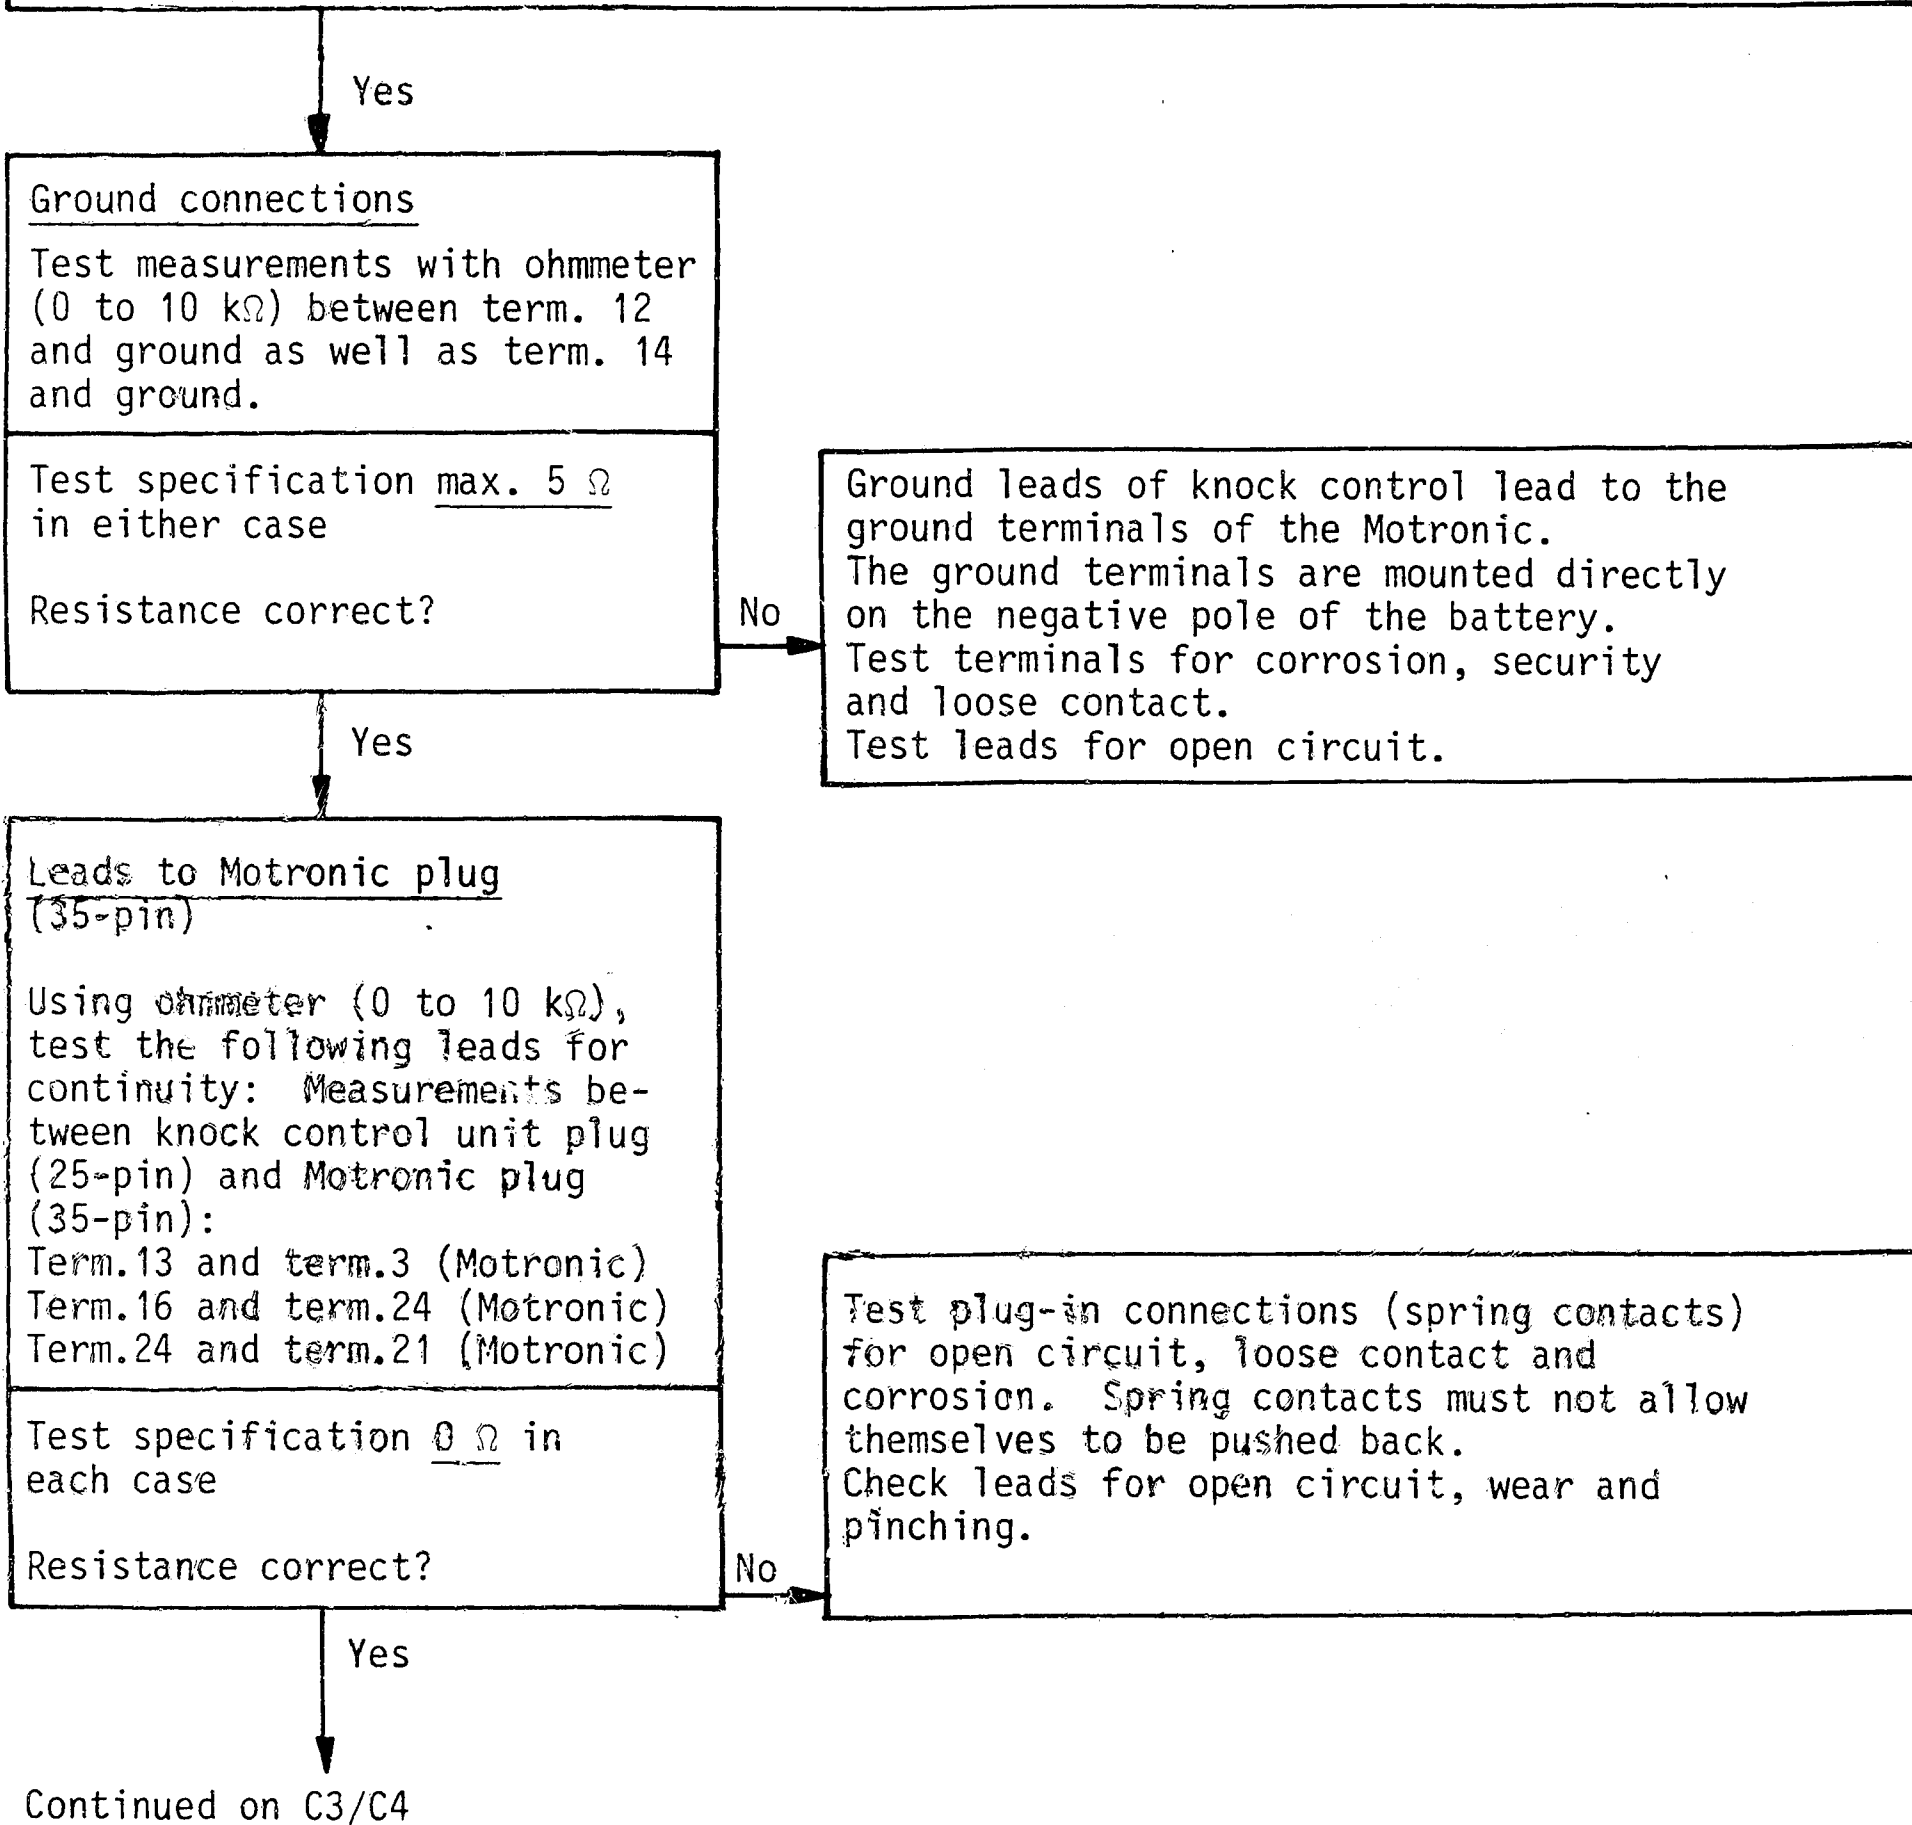 Yes
Ground connections
Test measurements with ohmmeter
(0 to 10 kΩ) between term. 12
and ground as well as term. 14
and ground.
Test specification max. 5 Ω
in either case
Resistance correct?
No
Ground leads of knock control lead to the
ground terminals of the Motronic.
The ground terminals are mounted directly
on the negative pole of the battery.
Test terminals for corrosion, security
and loose contact.
Test leads for open circuit.
Yes
Leads to Motronic plug
(35-pin)
Using ohmmeter (0 to 10 kΩ),
test the following leads for
continuity: Measurements be-
tween knock control unit plug
(25-pin) and Motronic plug
(35-pin):
Term.13 and term.3 (Motronic)
Term.16 and term.24 (Motronic)
Term.24 and term.21 (Motronic)
Test specification 0 Ω in
each case
Resistance correct?
No
Test plug-in connections (spring contacts)
for open circuit, loose contact and
corrosion. Spring contacts must not allow
themselves to be pushed back.
Check leads for open circuit, wear and
pinching.
Yes
Continued on C3/C4